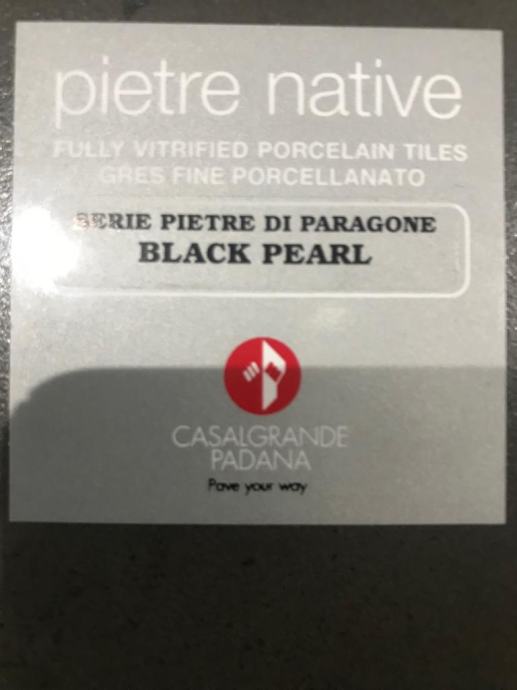 pietre native
FULLY VITRIFIED PORCELAIN TILES
GRES FINE PORCELLANATO
SERIE PIETRE DI PARAGONE
BLACK PEARL
CASALGRANDE
PADANA
Pave your way